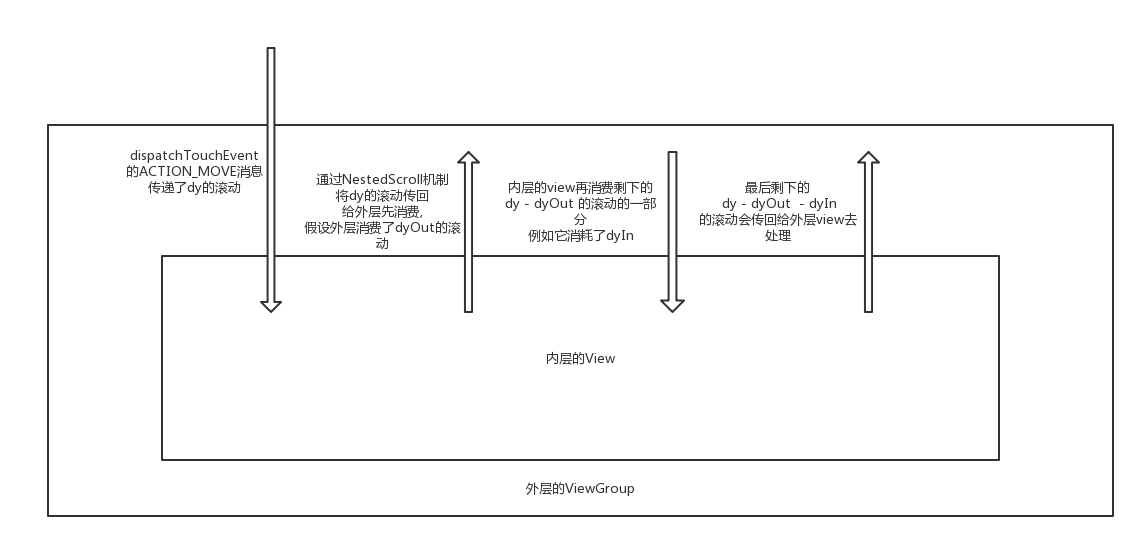 dispatchTouchEvent
的ACTION_MOVE消息
传递了dy的滚动
通过NestedScroll机制
将dy的滚动传回
给外层先消费,
假设外层消费了dyOut的滚
动
内层的view再消费剩下的
dy - dyOut 的滚动的一部
分
例如它消耗了dyIn
最后剩下的
dy - dyOut - dyIn
的滚动会传回给外层view去
处理
内层的View
外层的ViewGroup